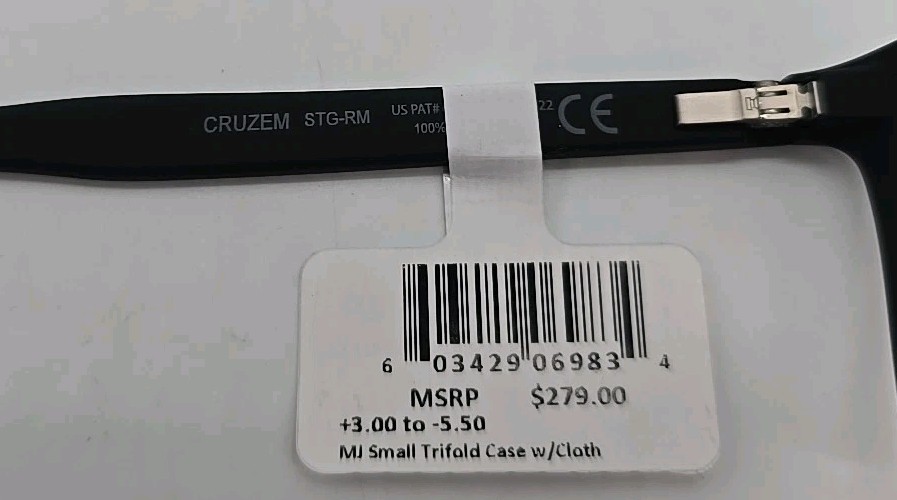 CRUZEM STG-RM US PAT# 22 CE
100%
6 03429 06983 4
MSRP $279.00
+3.00 to -5.50
MJ Small Trifold Case w/Cloth